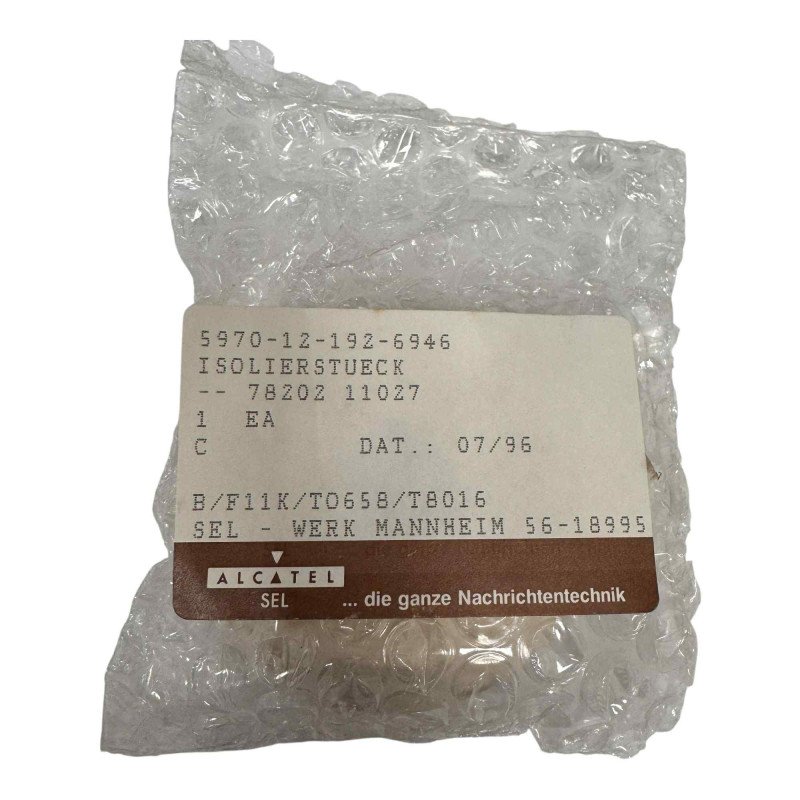 5970-12-192-6946
ISOLIERSTUECK
-- 78202 11027
1 EA
C DAT.: 07/96
B/F11K/T0658/T8016
SEL - WERK MANNHEIM 56-18995
ALCATEL
SEL ... die ganze Nachrichtentechnik